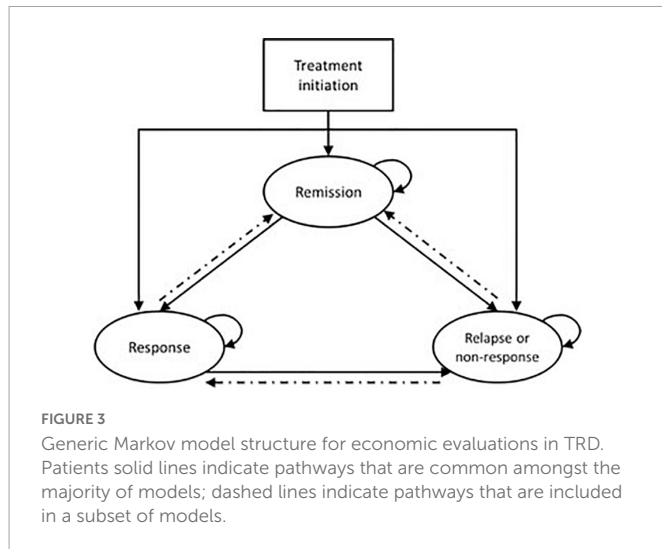 Treatment
initiation
Remission
Response
Relapse or
non-response
FIGURE 3
Generic Markov model structure for economic evaluations in TRD.
Patients solid lines indicate pathways that are common amongst the
majority of models; dashed lines indicate pathways that are included
in a subset of models.